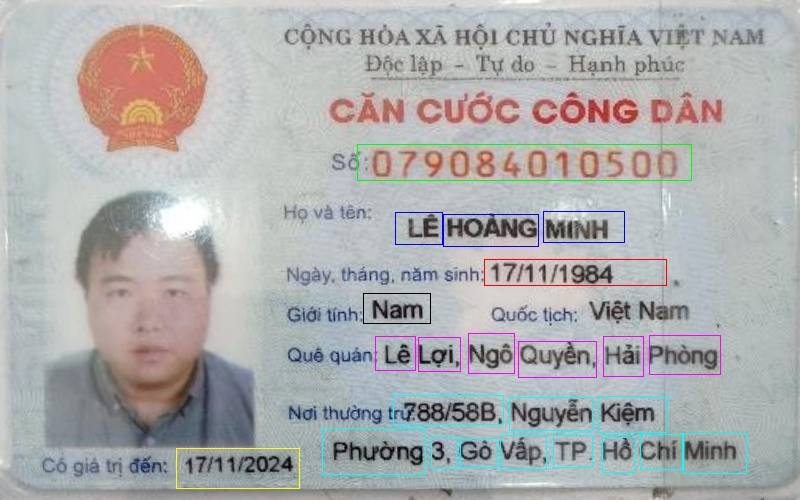 CỘNG HÒA XÃ HỘI CHỦ NGHĨA VIỆT NAM
Độc lập - Tự do - Hạnh phúc
CĂN CƯỚC CÔNG DÂN
Số: 079084010500
Họ và tên: LÊ HOÀNG MINH
Ngày, tháng, năm sinh: 17/11/1984
Giới tính: Nam Quốc tịch: Việt Nam
Quê quán: Lê Lợi, Ngô Quyền, Hải Phòng
Nơi thường trú: 788/58B, Nguyễn Kiệm
Phường 3, Gò Vấp, TP. Hồ Chí Minh
Có giá trị đến: 17/11/2024